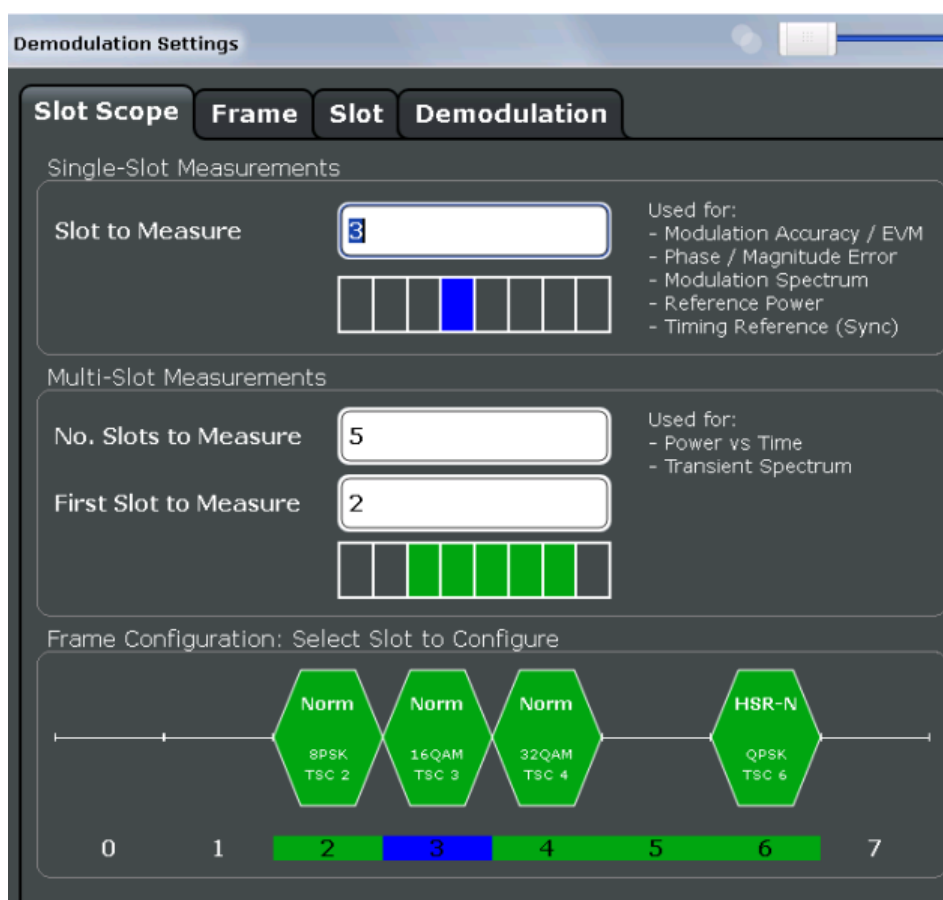 Demodulation Settings
Slot Scope Frame Slot Demodulation
Single-Slot Measurements
Slot to Measure 3
Used for:
- Modulation Accuracy / EVM
- Phase / Magnitude Error
- Modulation Spectrum
- Reference Power
- Timing Reference (Sync)
Multi-Slot Measurements
No. Slots to Measure 5
First Slot to Measure 2
Used for:
- Power vs Time
- Transient Spectrum
Frame Configuration: Select Slot to Configure
Norm Norm Norm HSR-N
8PSK 16QAM 32QAM QPSK
TSC 2 TSC 3 TSC 4 TSC 6
0 1 2 3 4 5 6 7